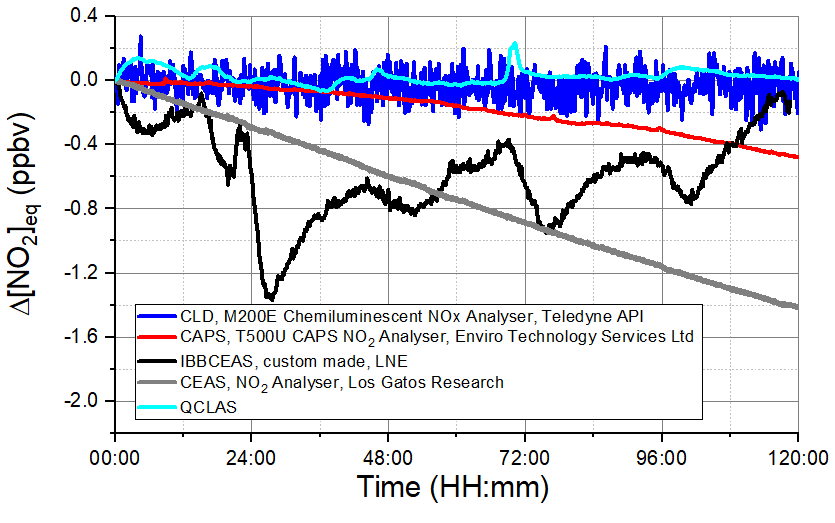 0.4
0.0
-0.4
-0.8
-1.2
-1.6
-2.0
Δ[NO2]eq (ppbv)
CLD, M200E Chemiluminescent NOx Analyser, Teledyne API
CAPS, T500U CAPS NO2 Analyser, Enviro Technology Services Ltd
IBBCEAS, custom made, LNE
CEAS, NO2 Analyser, Los Gatos Research
QCLAS
00:00 24:00 48:00 72:00 96:00 120:00
Time (HH:mm)